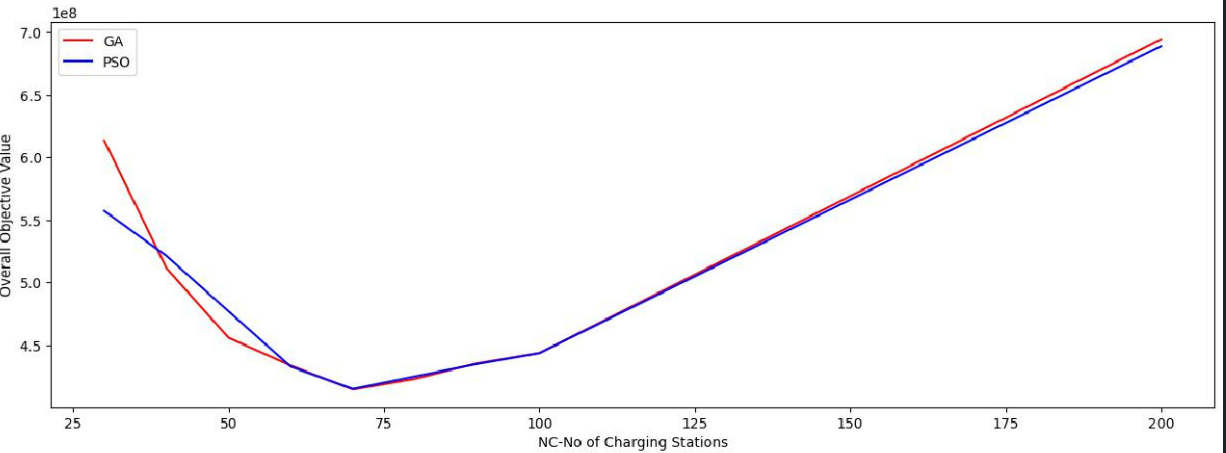 1e8
7.0
6.5
6.0
5.5
5.0
4.5
Overall Objective Value
GA
PSO
25 50 75 100 125 150 175 200
NC-No of Charging Stations